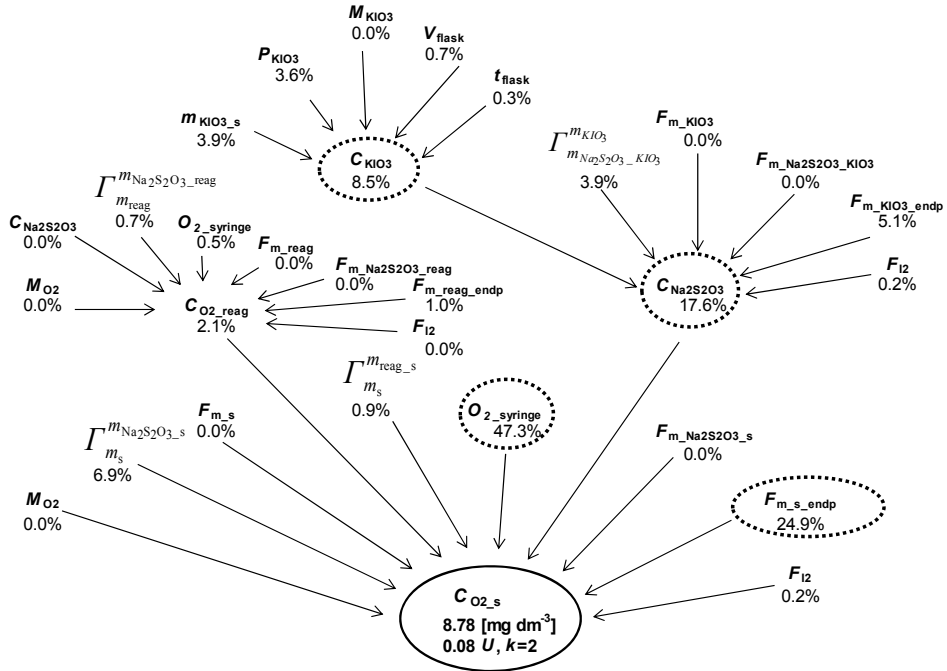 M KIO3
0.0%
V flask
0.7%
P KIO3
3.6%
t flask
0.3%
m KIO3_s
3.9%
C KIO3
8.5%
Γ m KIO3 m Na2S2O3_KIO3
3.9%
F m_KIO3
0.0%
F m_Na2S2O3_KIO3
0.0%
F m_KIO3_endp
5.1%
F I2
0.2%
C Na2S2O3
17.6%
Γ m Na2S2O3_reag m reag
0.7%
C Na2S2O3
0.0%
O 2_syringe
0.5%
F m_reag
0.0%
F m_Na2S2O3_reag
0.0%
F m_reag_endp
1.0%
M O2
0.0%
C O2_reag
2.1%
F I2
0.0%
Γ m reag_s m s
0.9%
O 2_syringe
47.3%
F m_s
0.0%
Γ m Na2S2O3_s m s
6.9%
F m_Na2S2O3_s
0.0%
M O2
0.0%
F m_s_endp
24.9%
F I2
0.2%
C O2_s
8.78 [mg dm-3]
0.08 U, k=2